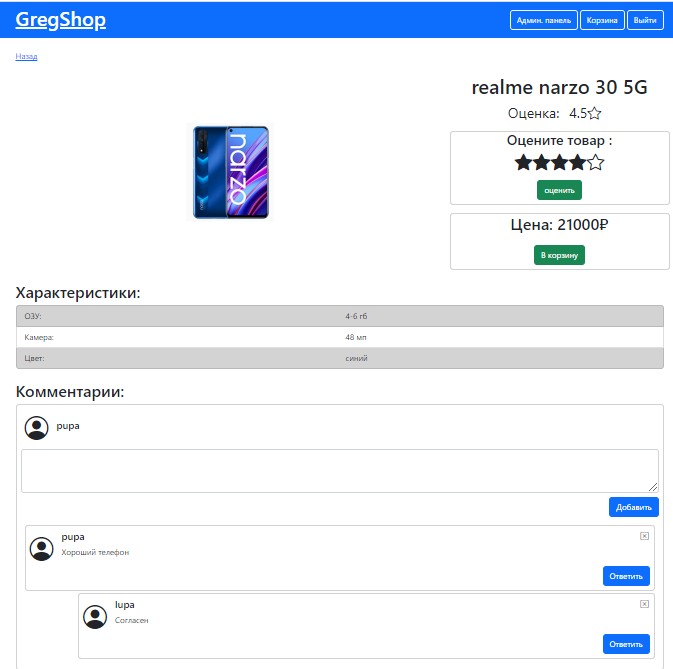 GregShop
Админ. панель Корзина Выйти
Назад
realme narzo 30 5G
Оценка: 4.5
Оцените товар :
оценить
Цена: 21000₽
В корзину
narzo
Характеристики:
ОЗУ: 4-6 гб
Камера: 48 мп
Цвет: синий
Комментарии:
pupa
Добавить
pupa
Хороший телефон
Ответить
lupa
Согласен
Ответить